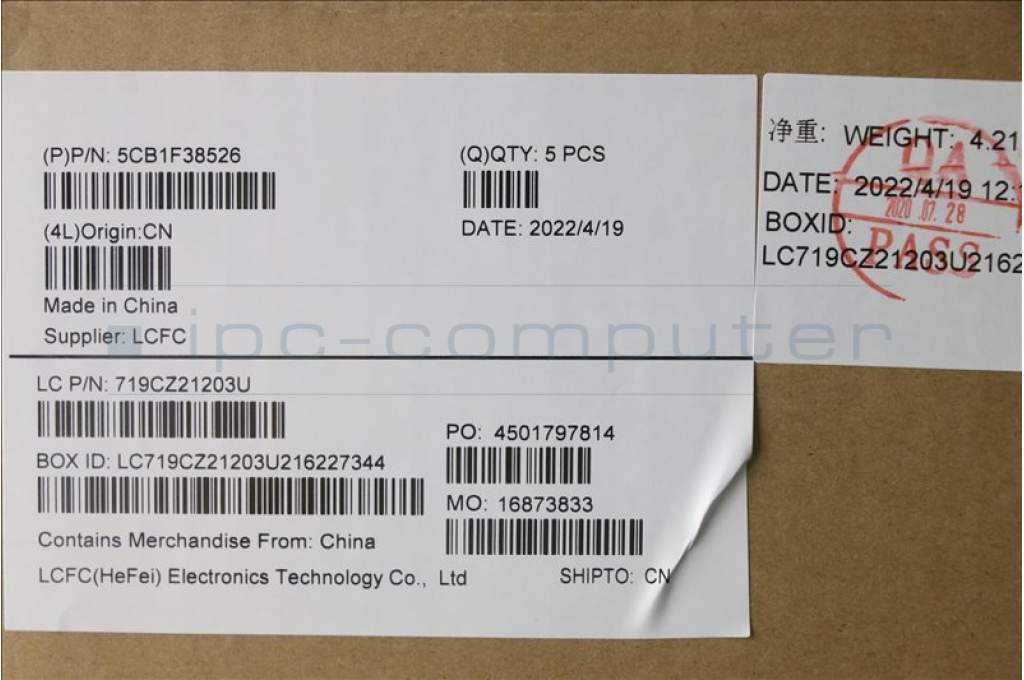 (P)P/N: 5CB1F38526
(Q)QTY: 5 PCS
(4L)Origin:CN
DATE: 2022/4/19
Made in China
Supplier: LCFC
ipc-computer
LC P/N: 719CZ21203U
PO: 4501797814
BOX ID: LC719CZ21203U216227344
MO: 16873833
Contains Merchandise From: China
LCFC(HeFei) Electronics Technology Co., Ltd
SHIPTO: CN
净重: WEIGHT: 4.21
DATE: 2022/4/19 12:
BOXID:
LC719CZ21203U2162
2020.07.28
PASS